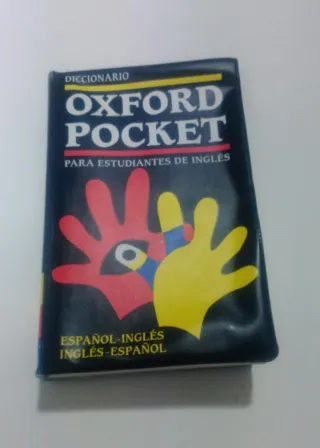 DICCIONARIO
OXFORD
POCKET
PARA ESTUDIANTES DE INGLÉS
ESPAÑOL-INGLÉS
INGLÉS-ESPAÑOL